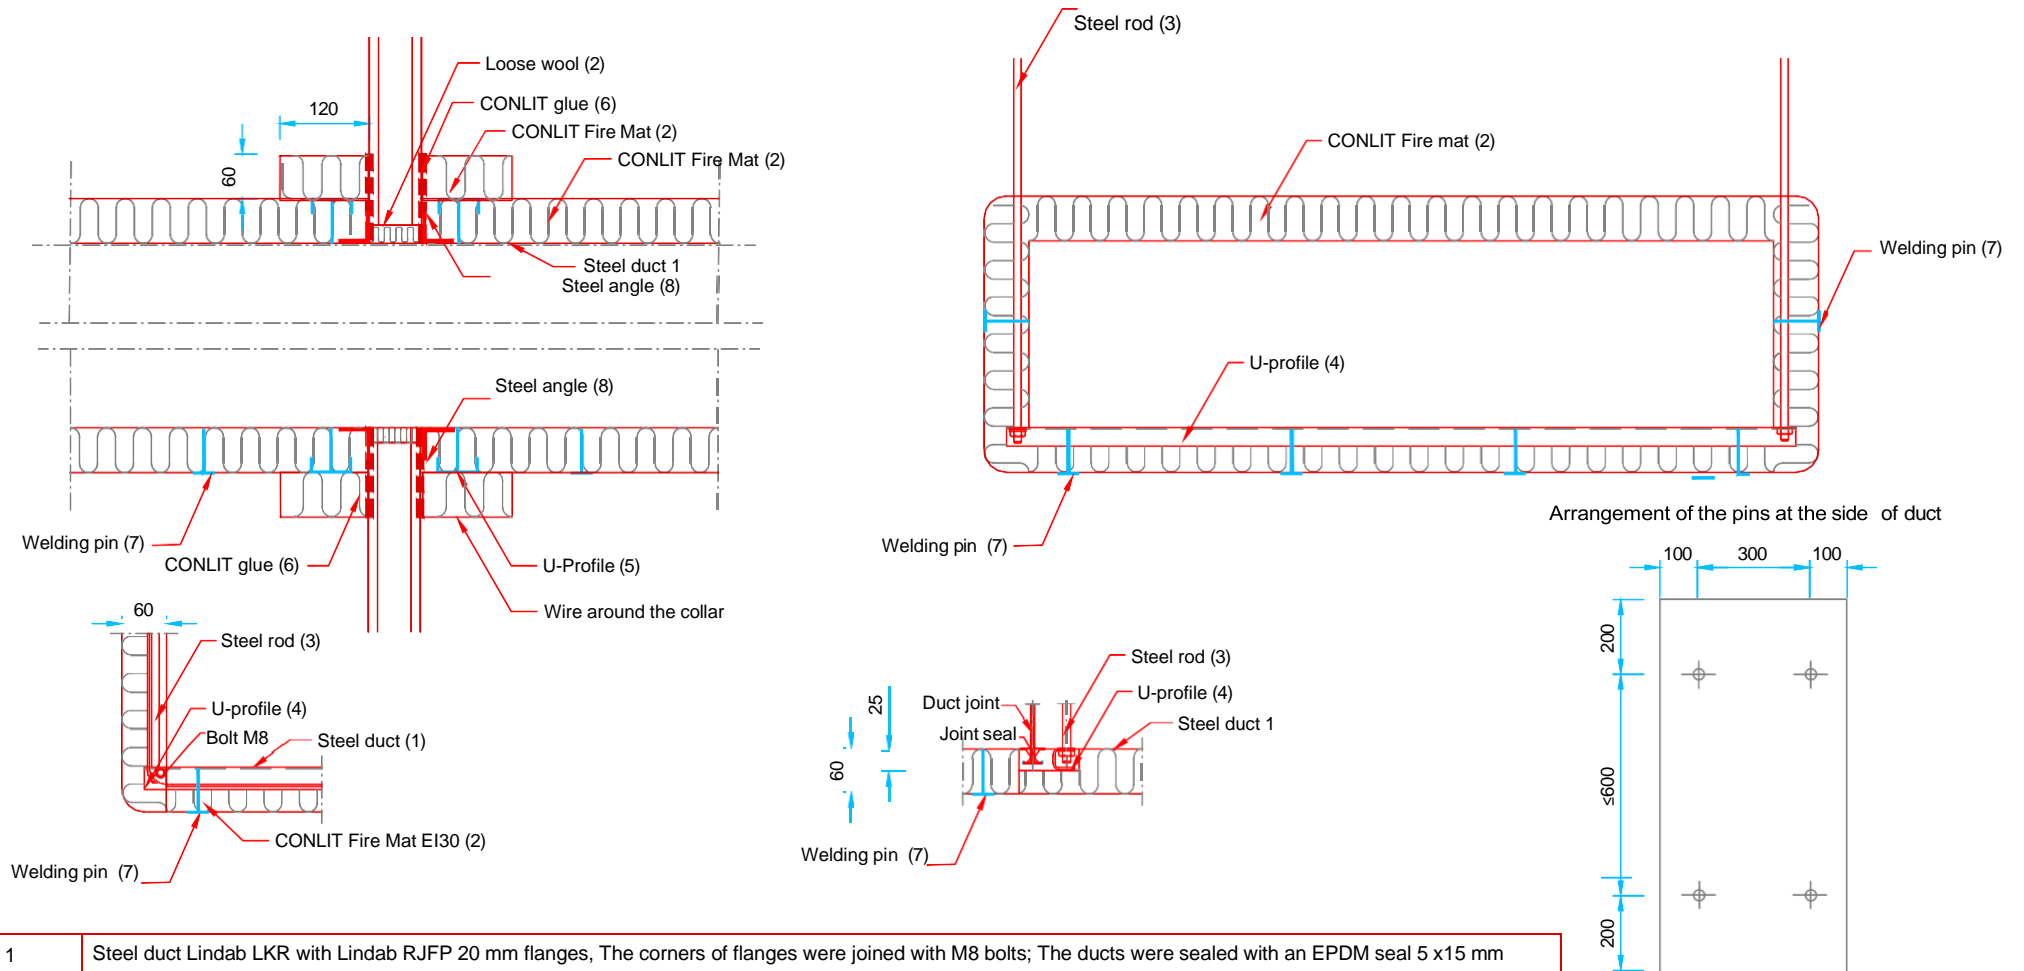 Steel rod (3)
Loose wool (2)
CONLIT glue (6)
120
CONLIT Fire Mat (2)
CONLIT Fire Mat (2)
60
CONLIT Fire mat (2)
Welding pin (7)
Steel duct 1
Steel angle (8)
U-profile (4)
Steel angle (8)
Welding pin (7)
CONLIT glue (6)
U-Profile (5)
Wire around the collar
Welding pin (7)
Arrangement of the pins at the side of duct
100 300 100
200
≤600
200
60
Steel rod (3)
U-profile (4)
Bolt M8
Steel duct (1)
CONLIT Fire Mat EI30 (2)
Welding pin (7)
Steel rod (3)
U-profile (4)
Duct joint
Steel duct 1
Joint seal
25
60
Welding pin (7)
1 Steel duct Lindab LKR with Lindab RJFP 20 mm flanges, The corners of flanges were joined with M8 bolts; The ducts were sealed with an EPDM seal 5 x15 mm